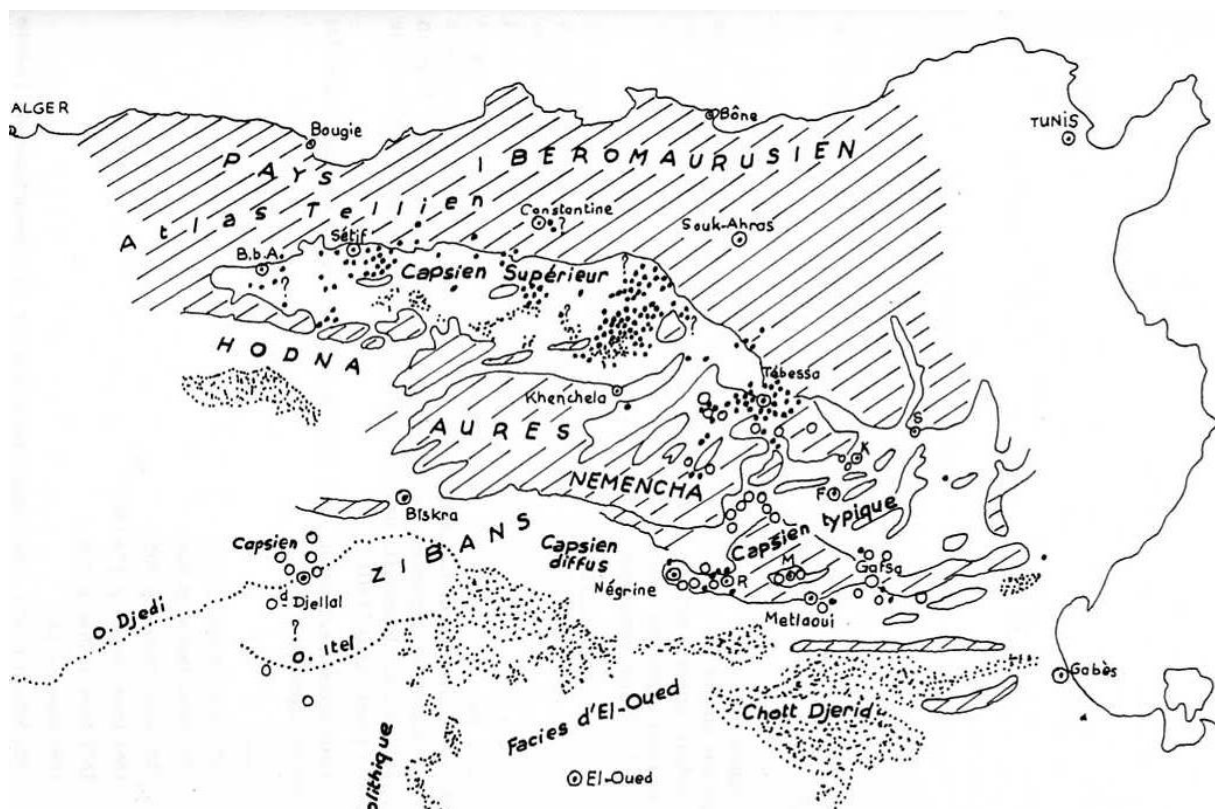 ALGER
Bougie
Bône
TUNIS
PAYS IBEROMAURUSIEN
Atlas Tellien
Constantine
?
Souk-Ahras
Sétif
B.b.A.
Capsien Supérieur
?
?
?
HODNA
Tébessa
Khenchela
S
AURES
K
NEMENCHA
F
Biskra
Capsien typique
ZIBANS
Capsien
Capsien diffus
M
Gafsa
Négrine
R
d
Djellal
Metlaoui
Djedi
?
O. Itel
Gabès
Chott Djerid
Facies d'El-Oued
El-Oued
olithique